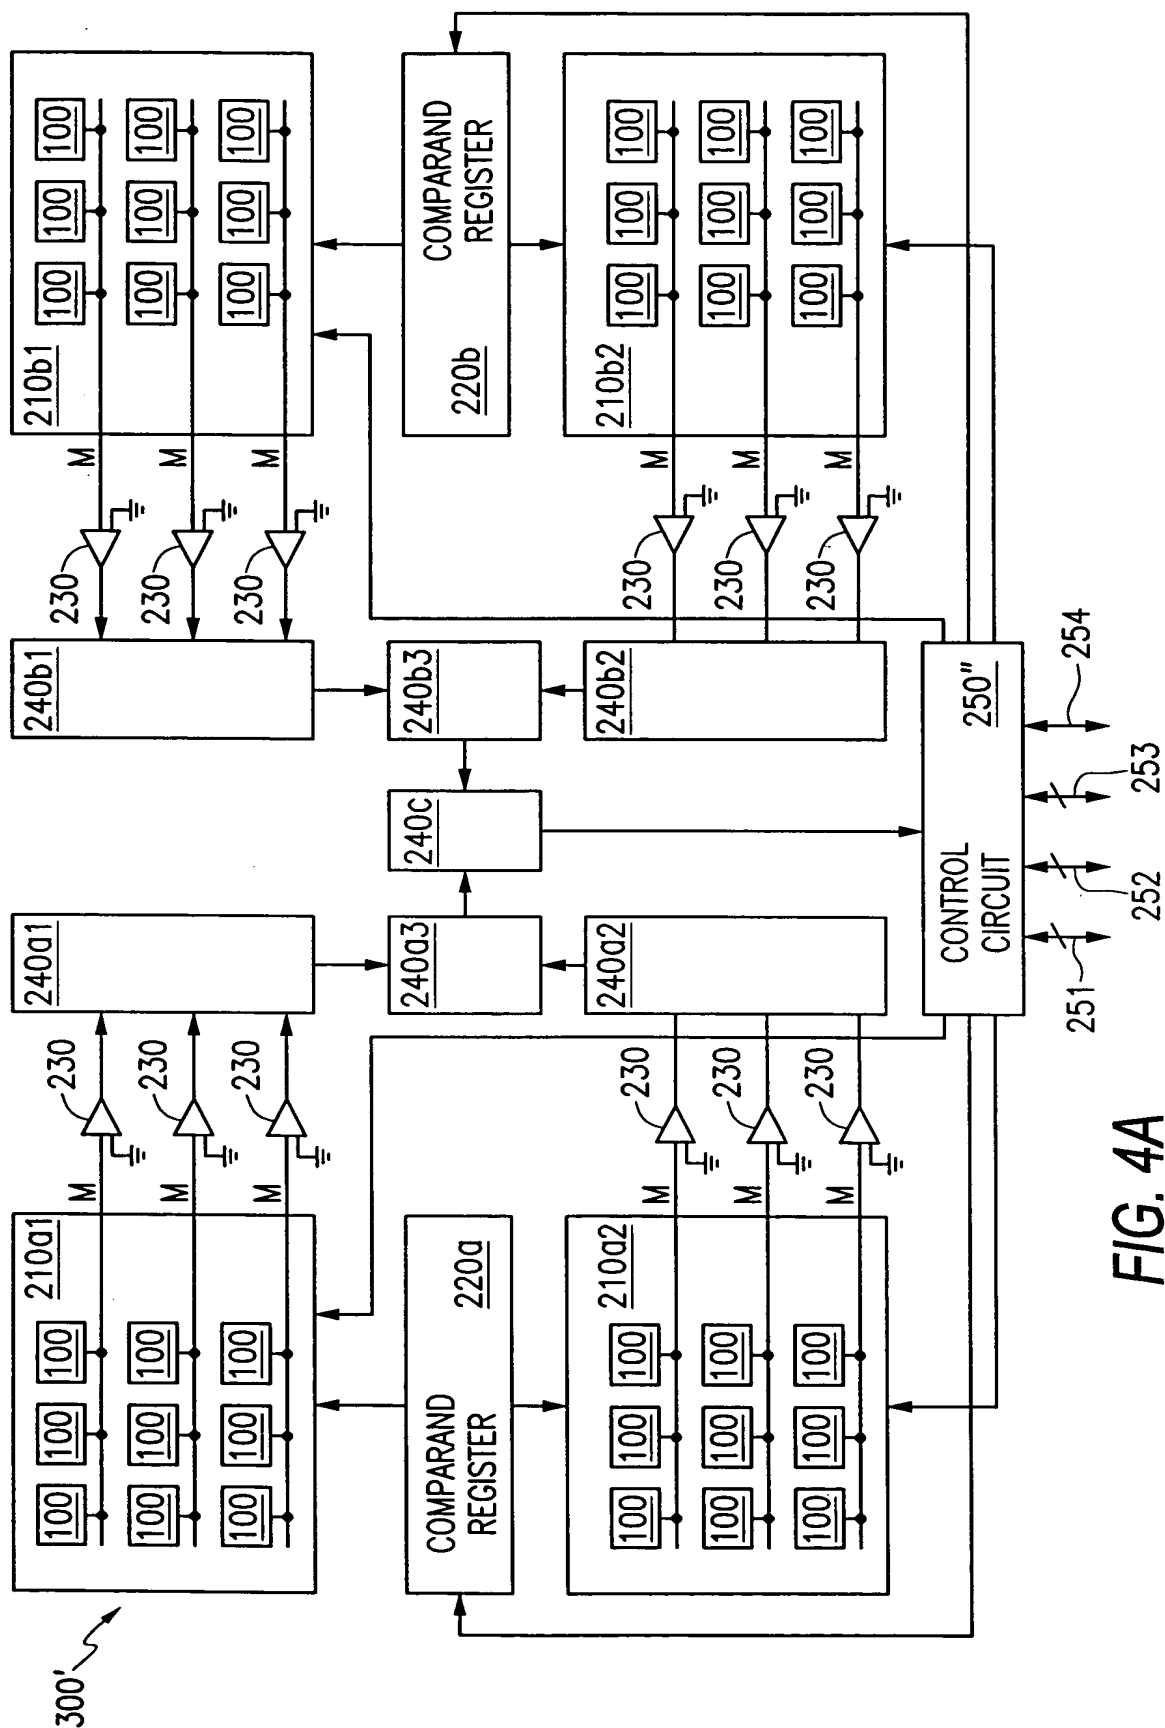 300'
210a1 240a1 240b1 210b1
100 100 100 230 230 100 100 100
M M
100 100 100 230 230 100 100 100
M M
100 100 100 230 230 100 100 100
M M
240a3 240c 240b3
COMPARAND
REGISTER 220a
220b COMPARAND
REGISTER
210a2 240a2 240b2 210b2
100 100 100 230 230 100 100 100
M M
100 100 100 230 230 100 100 100
M M
100 100 100 230 230 100 100 100
M M
CONTROL
CIRCUIT 250"
251 252 253 254
FIG. 4A